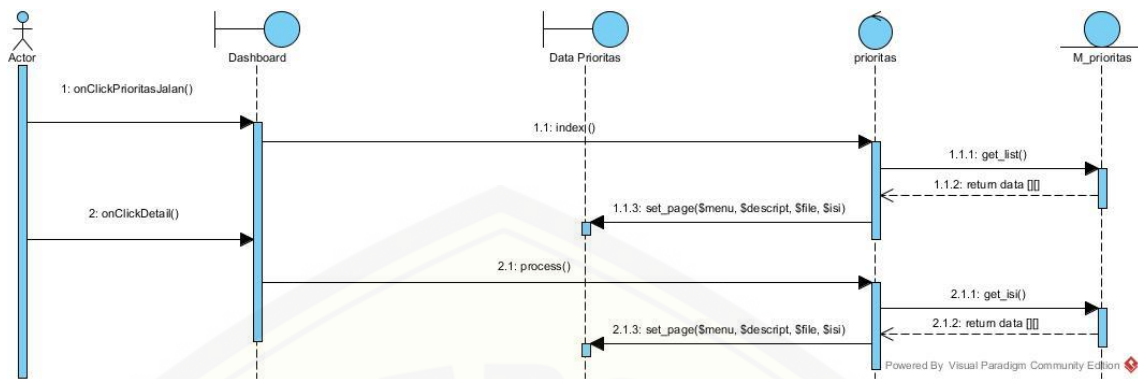 Actor
Dashboard
Data Prioritas
prioritas
M_prioritas
1: onClickPrioritasJalan()
1.1: index()
1.1.1: get_list()
1.1.2: return data [][]
1.1.3: set_page($menu, $descript, $file, $isi)
2: onClickDetail()
2.1: process()
2.1.1: get_isi()
2.1.2: return data [][]
2.1.3: set_page($menu, $descript, $file, $isi)
Powered By Visual Paradigm Community Edition